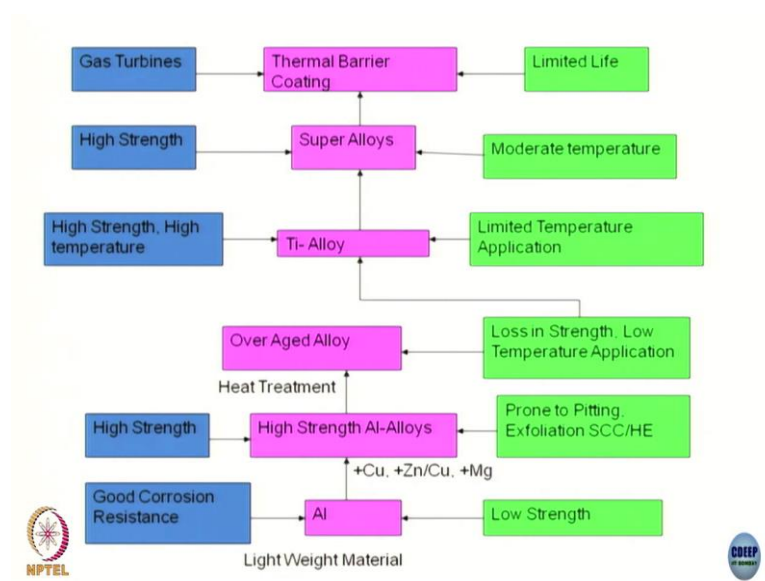 Gas Turbines
Thermal Barrier
Coating
Limited Life
High Strength
Super Alloys
Moderate temperature
High Strength, High
temperature
Ti- Alloy
Limited Temperature
Application
Over Aged Alloy
Loss in Strength, Low
Temperature Application
Heat Treatment
High Strength
High Strength Al-Alloys
Prone to Pitting,
Exfoliation SCC/HE
+Cu, +Zn/Cu, +Mg
Good Corrosion
Resistance
Al
Low Strength
Light Weight Material
NPTEL
CDEEP
IIT BOMBAY